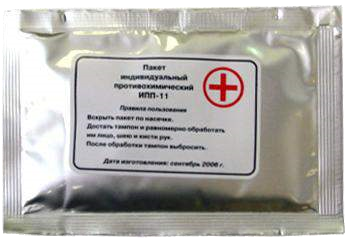 Пакет
индивидуальный
противохимический
ИПП-11
Правила пользования
Вскрыть пакет по насечке.
Достать тампон и равномерно обработать
им лицо, шею и кисти рук.
После обработки тампон выбросить.
Дата изготовления: сентябрь 2006 г.